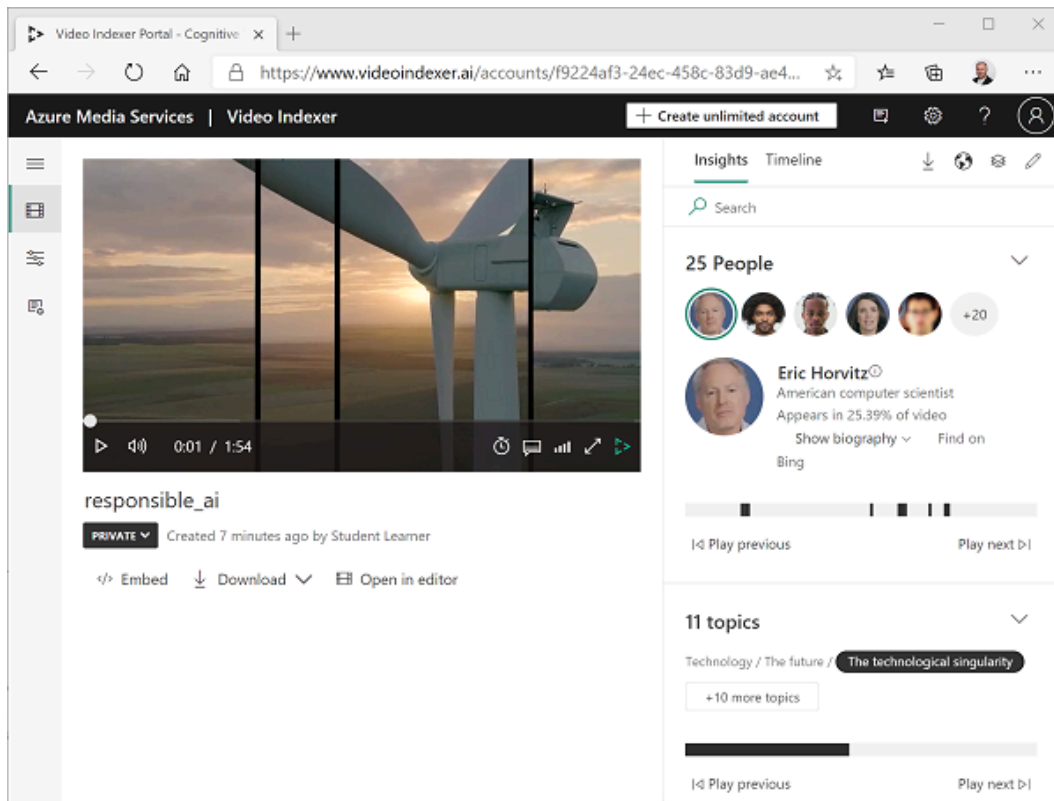 Video Indexer Portal - Cognitive
https://www.videoindexer.ai/accounts/f9224af3-24ec-458c-83d9-ae4...
Azure Media Services | Video Indexer
+ Create unlimited account
?
Insights Timeline
Search
25 People
+20
Eric Horvitz
American computer scientist
Appears in 25.39% of video
Show biography Find on
Bing
Play previous Play next
0:01 / 1:54
responsible_ai
PRIVATE Created 7 minutes ago by Student Learner
</> Embed Download Open in editor
11 topics
Technology / The future / The technological singularity
+10 more topics
Play previous Play next